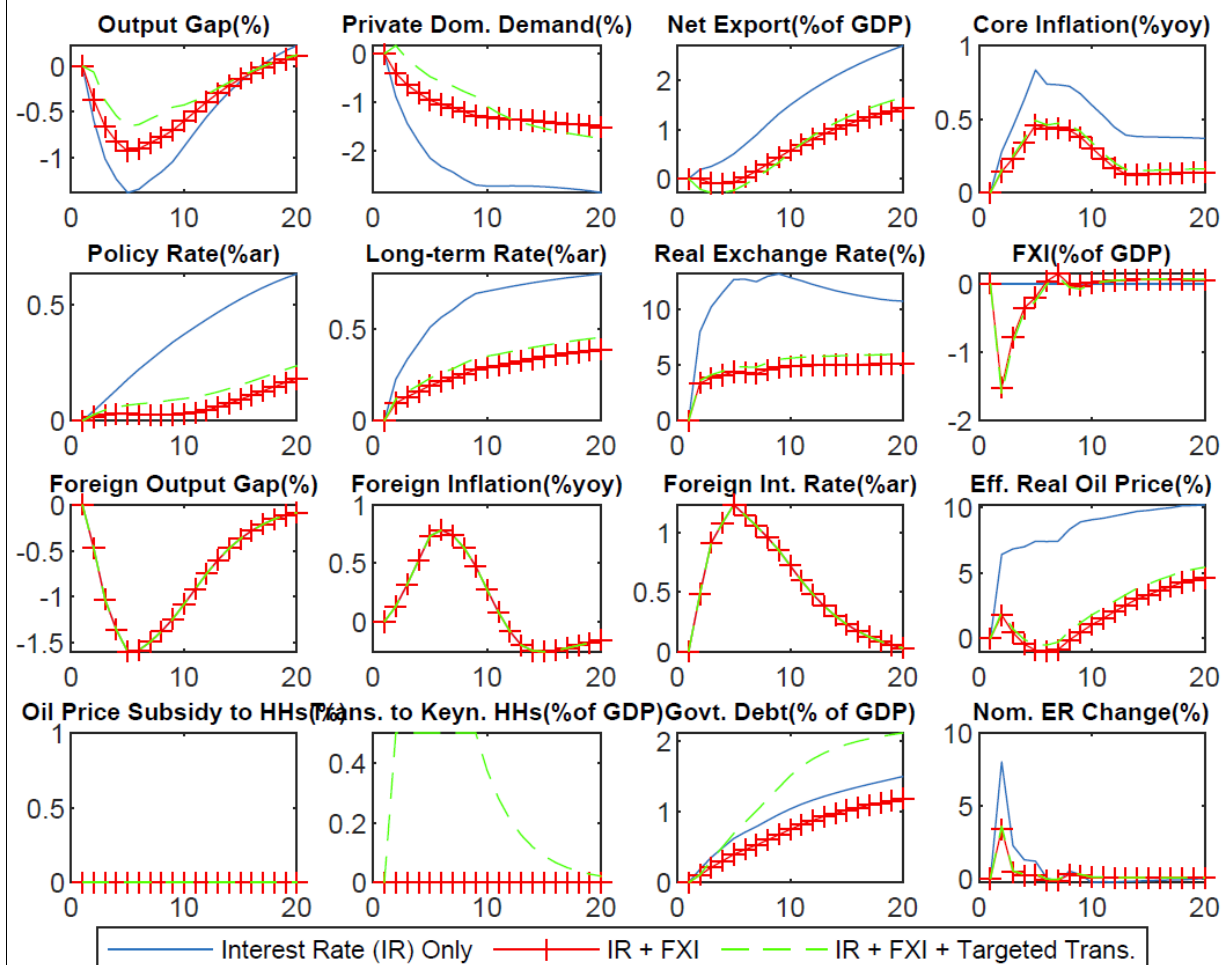 Output Gap(%) Private Dom. Demand(%) Net Export(%of GDP) Core Inflation(%yoy)
0
-0.5
-1
0 10 20
0
-1
-2
0 10 20
2
1
0
0 10 20
1
0.5
0
0 10 20
Policy Rate(%ar) Long-term Rate(%ar) Real Exchange Rate(%) FXI(%of GDP)
0.5
0
0 10 20
0.5
0
0 10 20
10
5
0
0 10 20
0
-1
-2
0 10 20
Foreign Output Gap(%) Foreign Inflation(%yoy) Foreign Int. Rate(%ar) Eff. Real Oil Price(%)
0
-0.5
-1
-1.5
0 10 20
1
0.5
0
0 10 20
1
0.5
0
0 10 20
10
5
0
0 10 20
Oil Price Subsidy to HHs(%) Trans. to Keyn. HHs(%of GDP) Govt. Debt(% of GDP) Nom. ER Change(%)
1
0.5
0
0 10 20
0.4
0.2
0
0 10 20
2
1
0
0 10 20
10
5
0
0 10 20
Interest Rate (IR) Only IR + FXI IR + FXI + Targeted Trans.